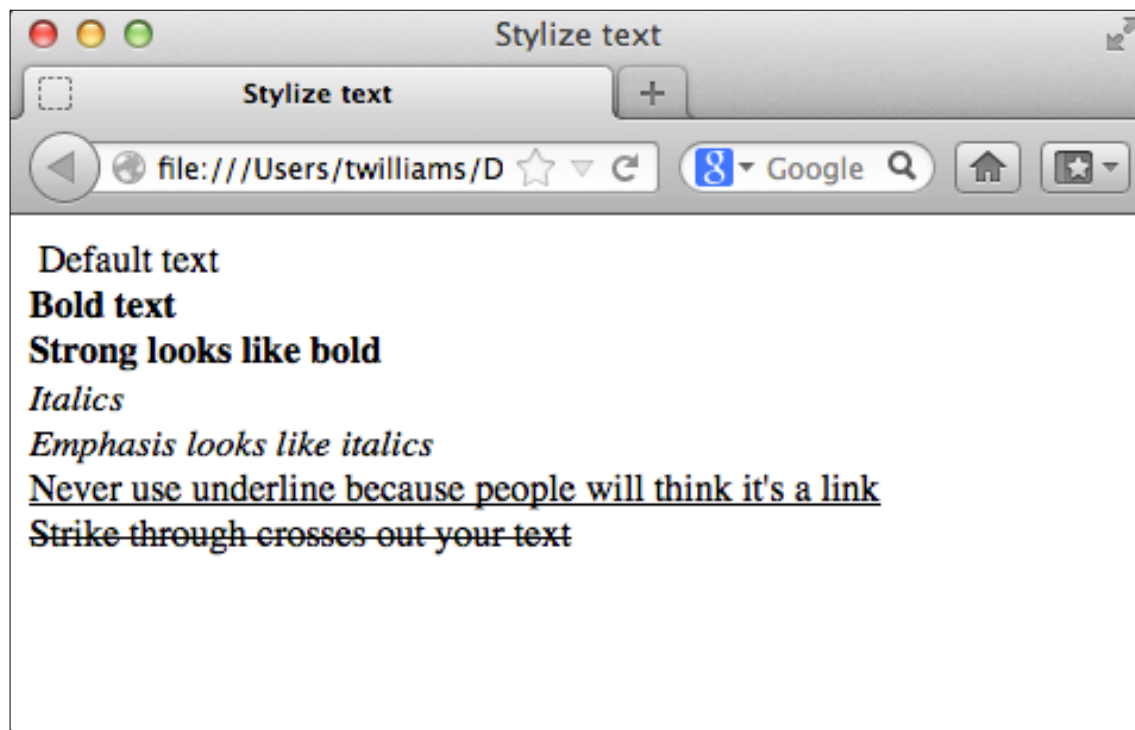 Stylize text
Stylize text
file:///Users/twilliams/D
8 Google
Default text
Bold text
Strong looks like bold
Italics
Emphasis looks like italics
Never use underline because people will think it's a link
Strike through crosses out your text